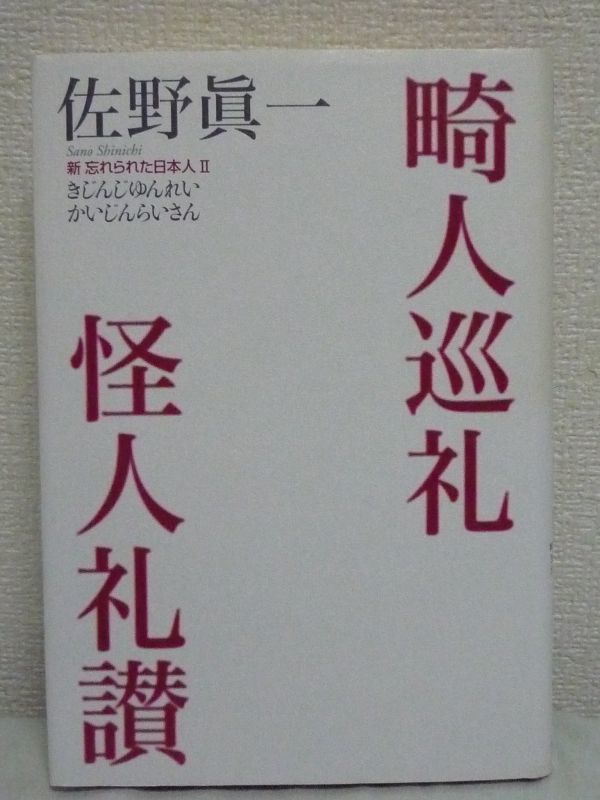 畸人巡礼
怪人礼讃
佐野眞一
Sano Shinichi
新 忘れられた日本人 II
きじんじゆんれい
かいじんらいさん